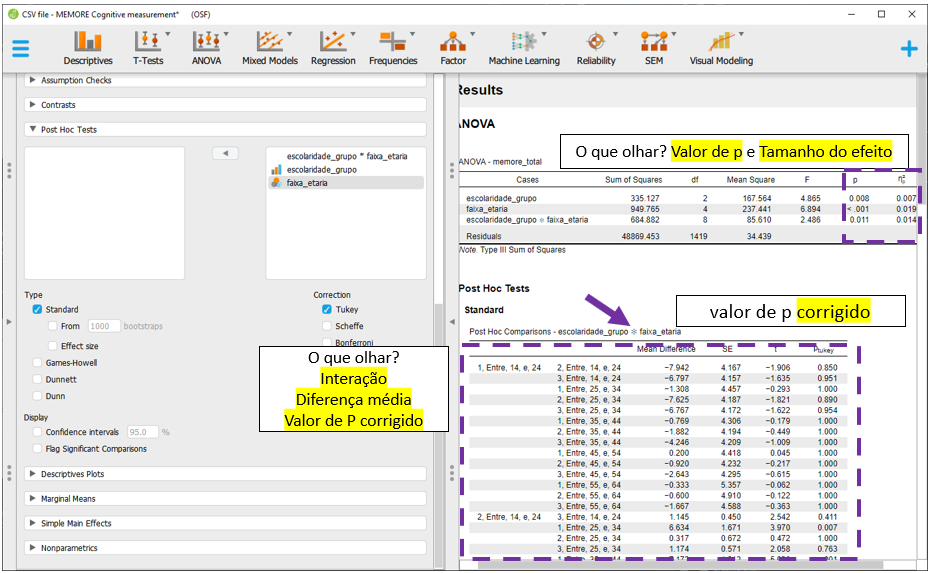 CSV file - MEMORE Cognitive measurement* (OSF)
Descriptives T-Tests ANOVA Mixed Models Regression Frequencies Factor Machine Learning Reliability SEM Visual Modeling
Assumption Checks
Contrasts
Post Hoc Tests
escolaridade_grupo * faixa_etaria
escolaridade_grupo
faixa_etaria
Type
Standard
From 1000 bootstraps
Effect size
Games-Howell
Dunnett
Dunn
Correction
Tukey
Scheffe
Bonferroni
Display
Confidence intervals 95.0 %
Flag Significant Comparisons
Descriptives Plots
Marginal Means
Simple Main Effects
Nonparametrics
O que olhar?
Interação
Diferença média
Valor de P corrigido
Results
ANOVA
O que olhar? Valor de p e Tamanho do efeito
ANOVA - memore_total
Cases Sum of Squares df Mean Square F p η²p
escolaridade_grupo 335.127 2 167.564 4.865 0.008 0.007
faixa_etaria 949.765 4 237.441 6.894 < .001 0.019
escolaridade_grupo ✻ faixa_etaria 684.882 8 85.610 2.486 0.011 0.014
Residuals 48869.453 1419 34.439
Note. Type III Sum of Squares
Post Hoc Tests
Standard
valor de p corrigido
Post Hoc Comparisons - escolaridade_grupo ✻ faixa_etaria
Mean Difference SE t Ptukey
1, Entre, 14, e, 24 2, Entre, 14, e, 24 −7.942 4.167 −1.906 0.850
3, Entre, 14, e, 24 −6.797 4.157 −1.635 0.951
1, Entre, 25, e, 34 −1.308 4.457 −0.293 1.000
2, Entre, 25, e, 34 −7.625 4.187 −1.821 0.890
3, Entre, 25, e, 34 −6.767 4.172 −1.622 0.954
1, Entre, 35, e, 44 −0.769 4.306 −0.179 1.000
2, Entre, 35, e, 44 −1.882 4.194 −0.449 1.000
3, Entre, 35, e, 44 −4.246 4.209 −1.009 1.000
1, Entre, 45, e, 54 0.200 4.418 0.045 1.000
2, Entre, 45, e, 54 −0.920 4.232 −0.217 1.000
3, Entre, 45, e, 54 −2.643 4.295 −0.615 1.000
1, Entre, 55, e, 64 −0.333 5.357 −0.062 1.000
2, Entre, 55, e, 64 −0.600 4.910 −0.122 1.000
3, Entre, 55, e, 64 −1.667 4.588 −0.363 1.000
2, Entre, 14, e, 24 3, Entre, 14, e, 24 1.145 0.450 2.542 0.411
1, Entre, 25, e, 34 6.634 1.671 3.970 0.007
2, Entre, 25, e, 34 0.317 0.672 0.472 1.000
3, Entre, 25, e, 34 1.174 0.571 2.058 0.763